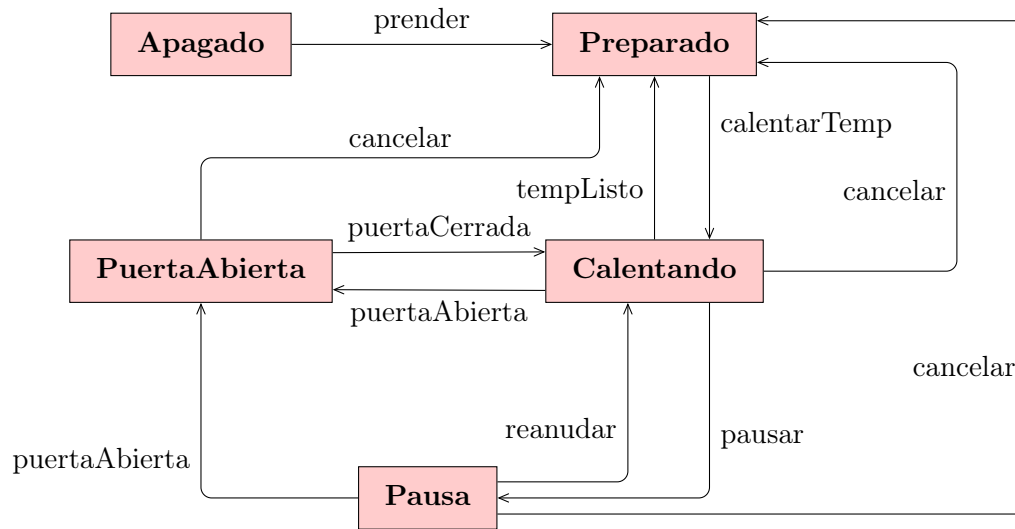 prender
Apagado
Preparado
calentarTemp
cancelar
tempListo
cancelar
puertaCerrada
PuertaAbierta
Calentando
puertaAbierta
cancelar
reanudar
pausar
puertaAbierta
Pausa